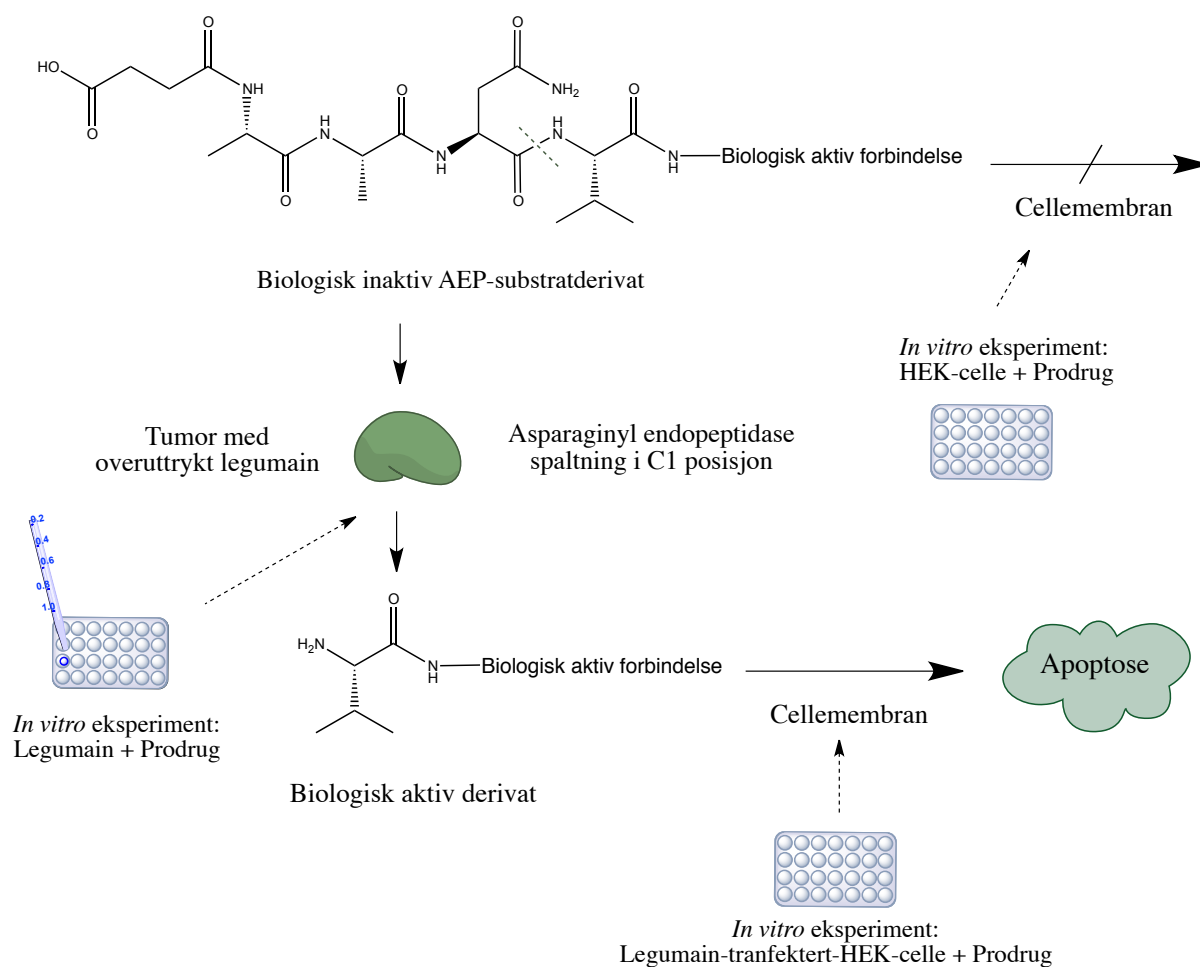 O
O
HO
NH
NH2
O
O
O
H
N
H
N
O
N
H
N
H
Biologisk aktiv forbindelse
O
O
Cellemembran
Biologisk inaktiv AEP-substratderivat
In vitro eksperiment:
HEK-celle + Prodrug
Tumor med
overuttrykt legumain
Asparaginyl endopeptidase
spaltning i C1 posisjon
0.2
0.4
0.6
0.8
1.0
In vitro eksperiment:
Legumain + Prodrug
O
H2N
N
H
Biologisk aktiv forbindelse
Cellemembran
Apoptose
Biologisk aktiv derivat
In vitro eksperiment:
Legumain-tranfektert-HEK-celle + Prodrug